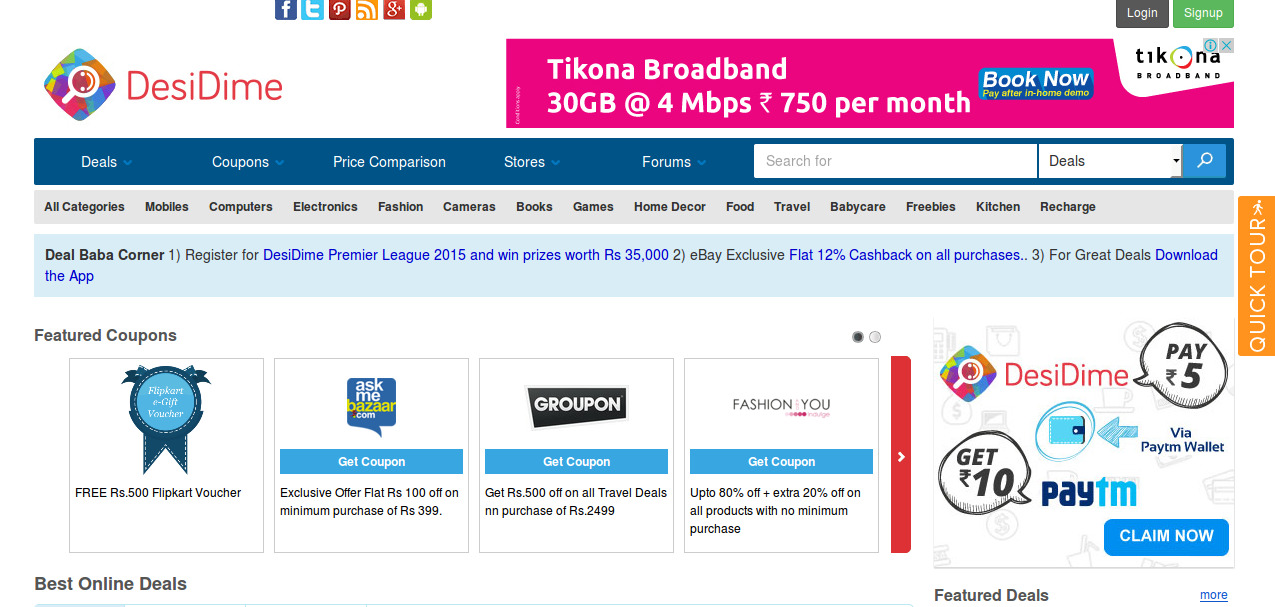 Login
Signup
DesiDime
Tikona Broadband
30GB @ 4 Mbps ₹ 750 per month
Conditions apply
Book Now
Pay after in-home demo
tikona
BROADBAND
Deals
Coupons
Price Comparison
Stores
Forums
Search for
Deals
All Categories
Mobiles
Computers
Electronics
Fashion
Cameras
Books
Games
Home Decor
Food
Travel
Babycare
Freebies
Kitchen
Recharge
QUICK TOUR
Deal Baba Corner 1) Register for DesiDime Premier League 2015 and win prizes worth Rs 35,000 2) eBay Exclusive Flat 12% Cashback on all purchases.. 3) For Great Deals Download
the App
Featured Coupons
Flipkart
e-Gift
Voucher
FREE Rs.500 Flipkart Voucher
ask
me
bazaar
.com
Get Coupon
Exclusive Offer Flat Rs 100 off on
minimum purchase of Rs 399.
GROUPON
Get Coupon
Get Rs.500 off on all Travel Deals
nn purchase of Rs.2499
FASHION and YOU
indulge
Get Coupon
Upto 80% off + extra 20% off on
all products with no minimum
purchase
DesiDime
PAY
₹5
Via
Paytm Wallet
GET
₹10
paytm
CLAIM NOW
Best Online Deals
Featured Deals
more